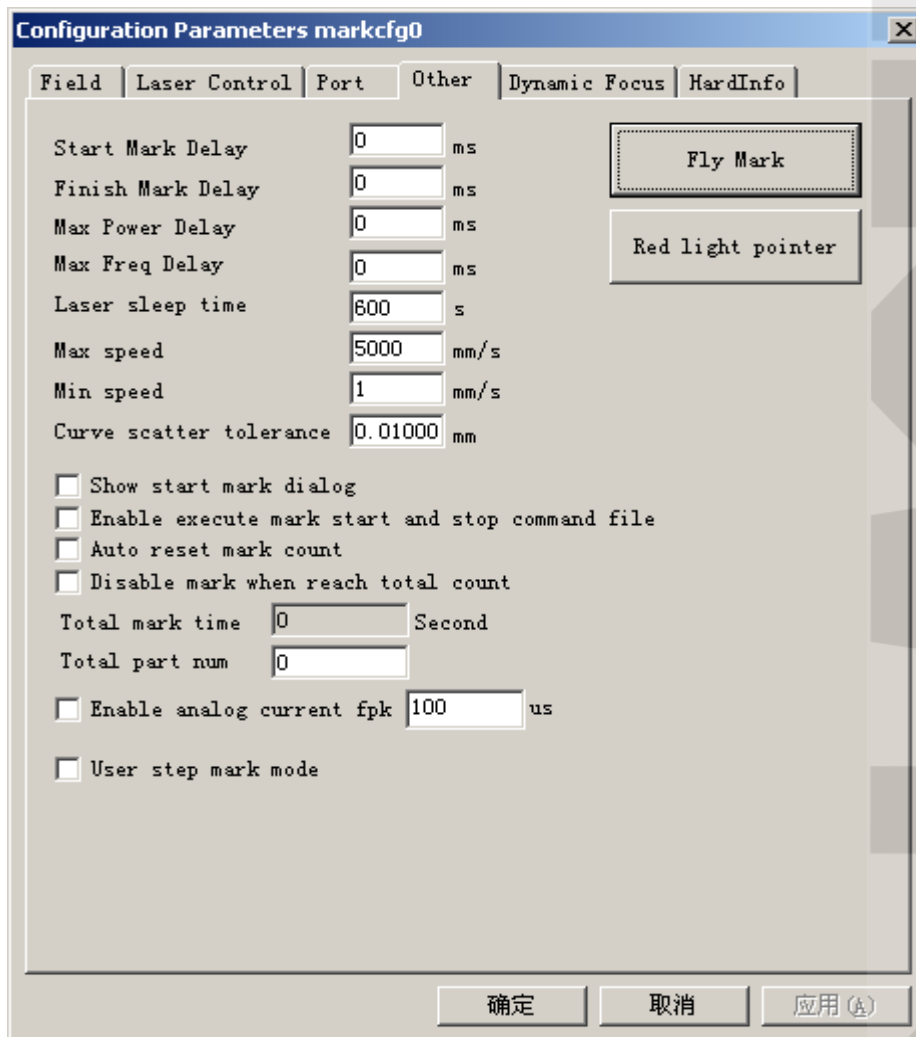 Configuration Parameters markcfg0
Field Laser Control Port Other Dynamic Focus HardInfo
Start Mark Delay 0 ms
Fly Mark
Finish Mark Delay 0 ms
Max Power Delay 0 ms
Red light pointer
Max Freq Delay 0 ms
Laser sleep time 600 s
Max speed 5000 mm/s
Min speed 1 mm/s
Curve scatter tolerance 0.01000 mm
Show start mark dialog
Enable execute mark start and stop command file
Auto reset mark count
Disable mark when reach total count
Total mark time 0 Second
Total part num 0
Enable analog current fpk 100 us
User step mark mode
确定 取消 应用(A)